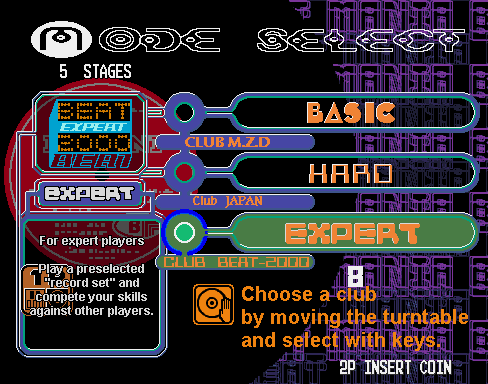 MODE SELECT
5 STAGES
BEAT
EXPERT
2000
BEAT
BASIC
CLUB M.Z.D
HARD
Club JAPAN
EXPERT
EXPERT
CLUB BEAT-2000
For expert players
Play a preselected
"record set" and
compete your skills
against other players.
B
Choose a club
by moving the turntable
and select with keys.
2P INSERT COIN